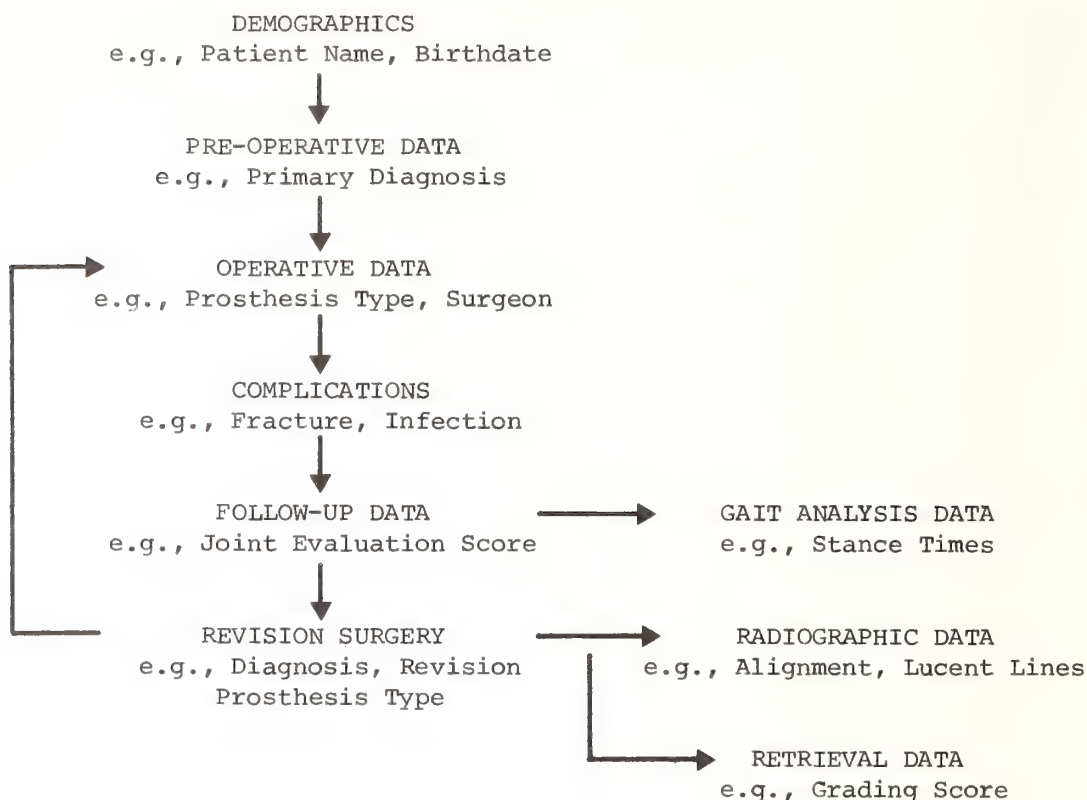 DEMOGRAPHICS
e.g., Patient Name, Birthdate
PRE-OPERATIVE DATA
e.g., Primary Diagnosis
OPERATIVE DATA
e.g., Prosthesis Type, Surgeon
COMPLICATIONS
e.g., Fracture, Infection
FOLLOW-UP DATA
e.g., Joint Evaluation Score
GAIT ANALYSIS DATA
e.g., Stance Times
REVISION SURGERY
e.g., Diagnosis, Revision
Prosthesis Type
RADIOGRAPHIC DATA
e.g., Alignment, Lucent Lines
RETRIEVAL DATA
e.g., Grading Score